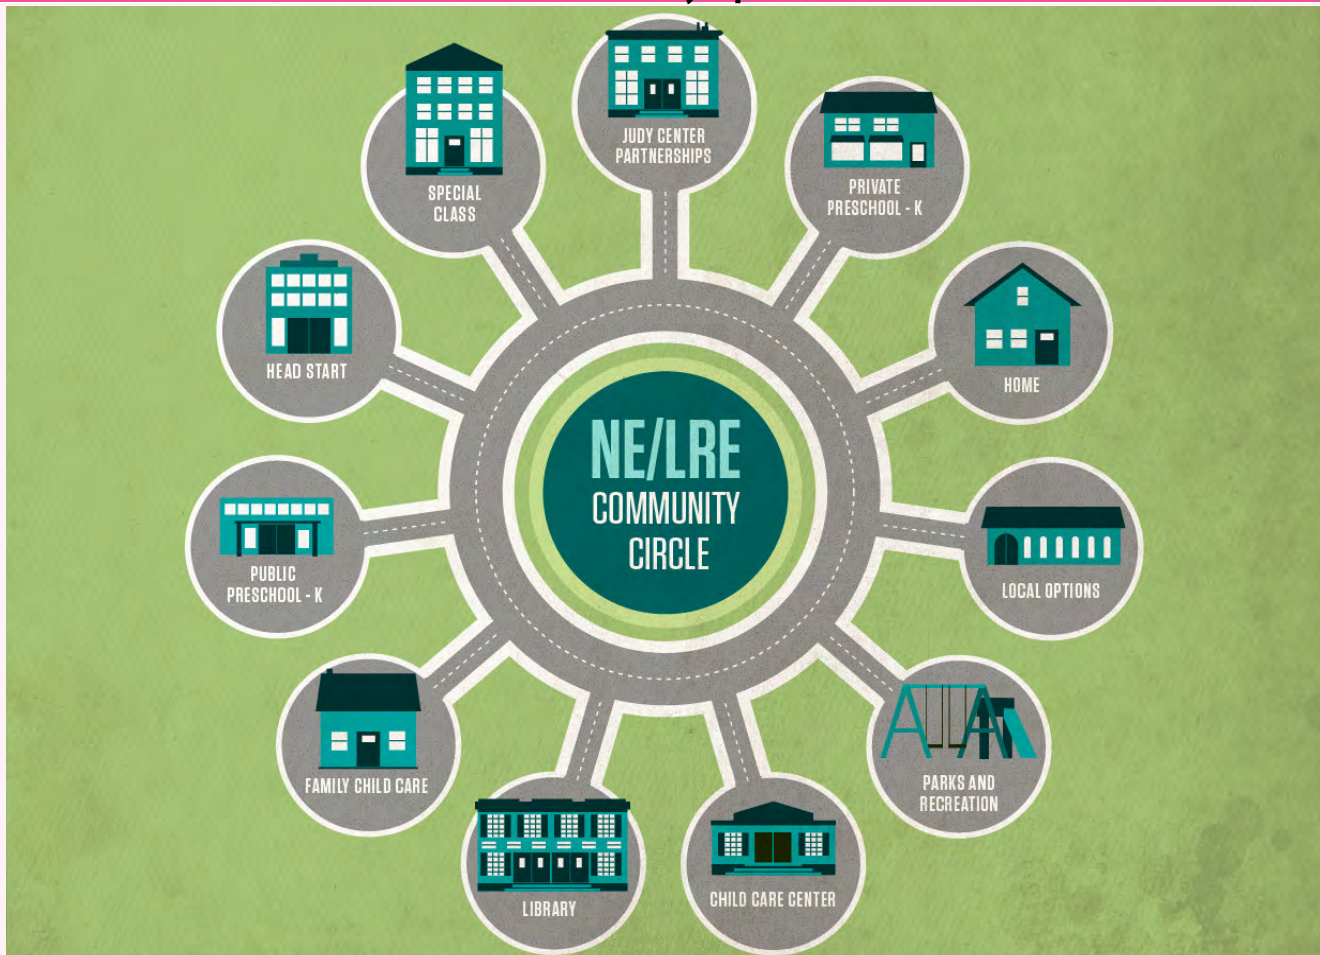 JUDY CENTER
PARTNERSHIPS
SPECIAL
CLASS
PRIVATE
PRESCHOOL - K
HEAD START
HOME
NE/LRE
COMMUNITY
CIRCLE
PUBLIC
PRESCHOOL - K
LOCAL OPTIONS
FAMILY CHILD CARE
PARKS AND
RECREATION
LIBRARY
CHILD CARE CENTER